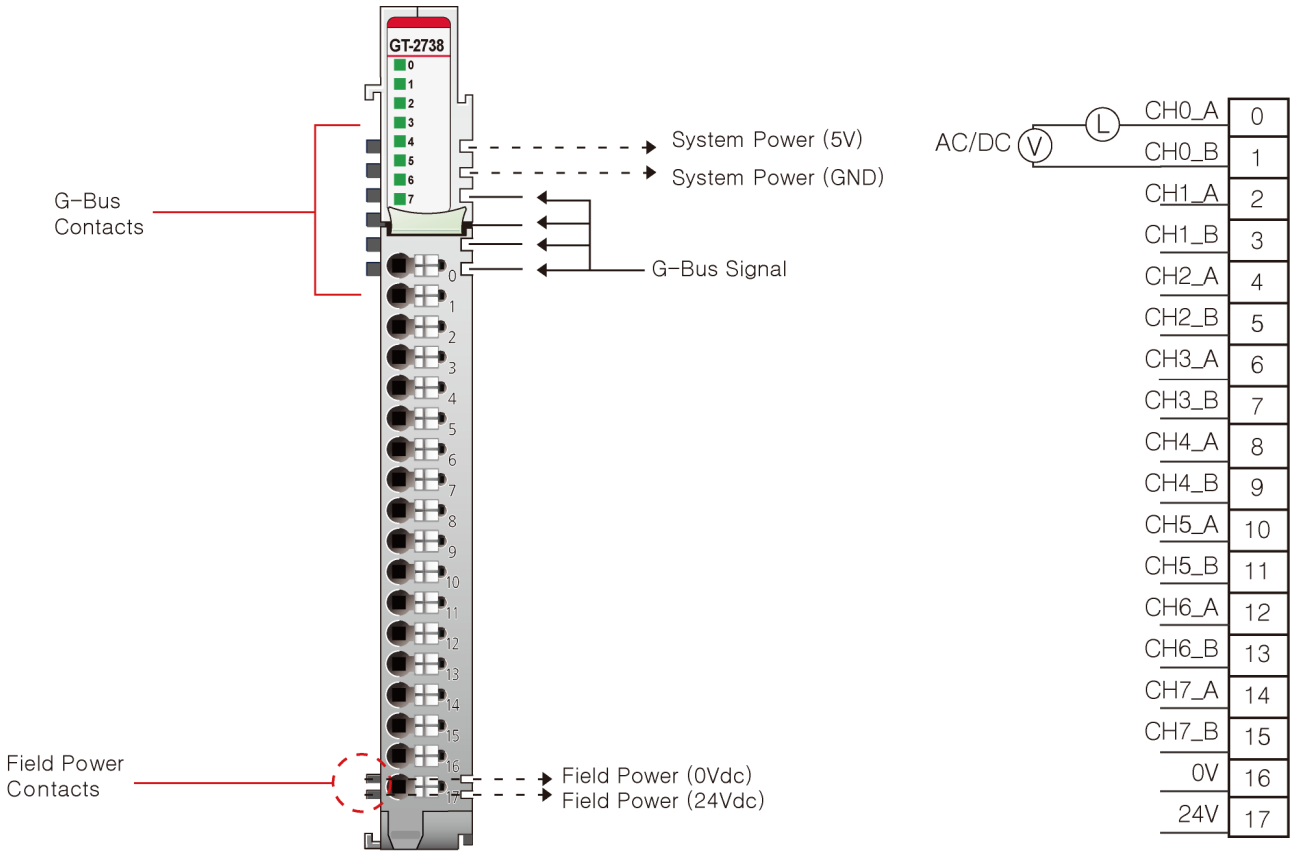 GT-2738
0
1
2
3
4
5
6
7
G-Bus
Contacts
System Power (5V)
System Power (GND)
G-Bus Signal
0
1
2
3
4
5
6
7
8
9
10
11
12
13
14
15
16
17
Field Power
Contacts
Field Power (0Vdc)
Field Power (24Vdc)
AC/DC V L
CH0_A 0
CH0_B 1
CH1_A 2
CH1_B 3
CH2_A 4
CH2_B 5
CH3_A 6
CH3_B 7
CH4_A 8
CH4_B 9
CH5_A 10
CH5_B 11
CH6_A 12
CH6_B 13
CH7_A 14
CH7_B 15
0V 16
24V 17